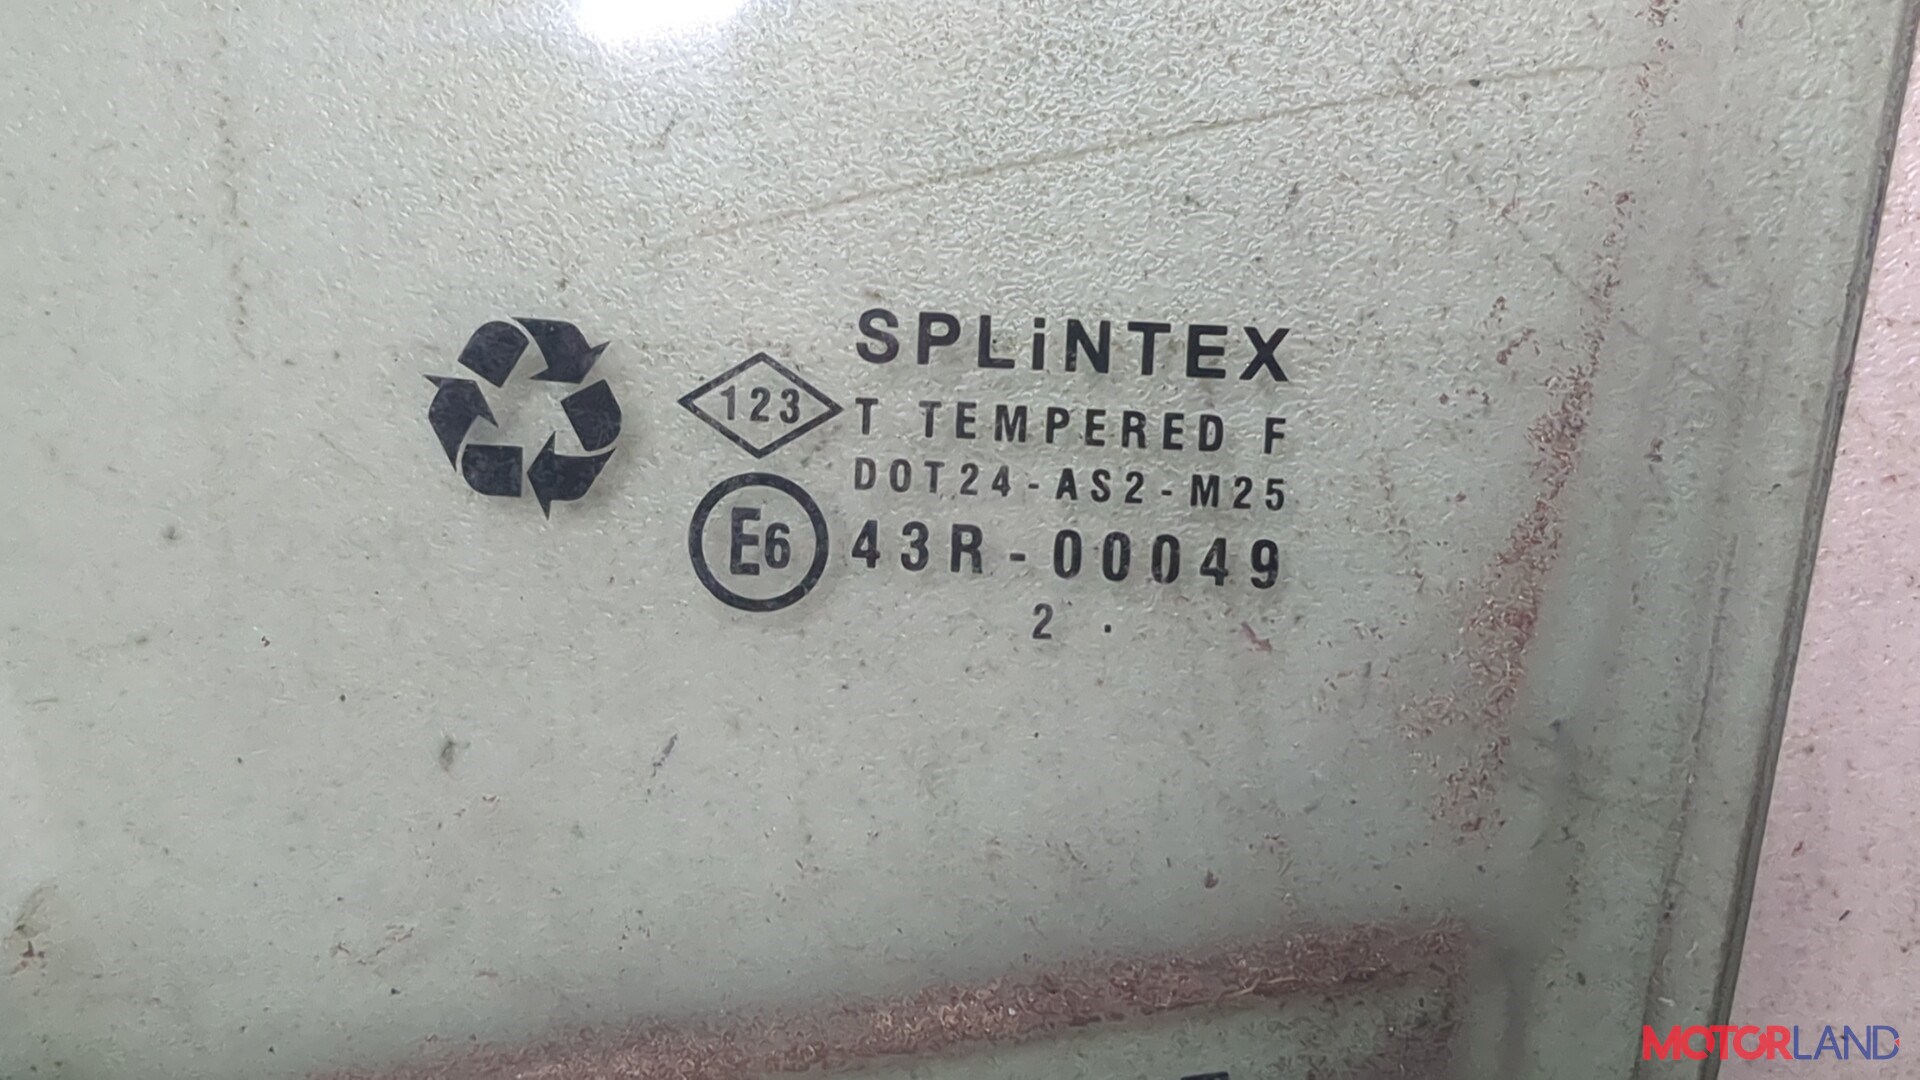 SPLiNTEX
123
T TEMPERED F
DOT24-AS2-M25
E6 43R-00049
2 .
MOTORLAND